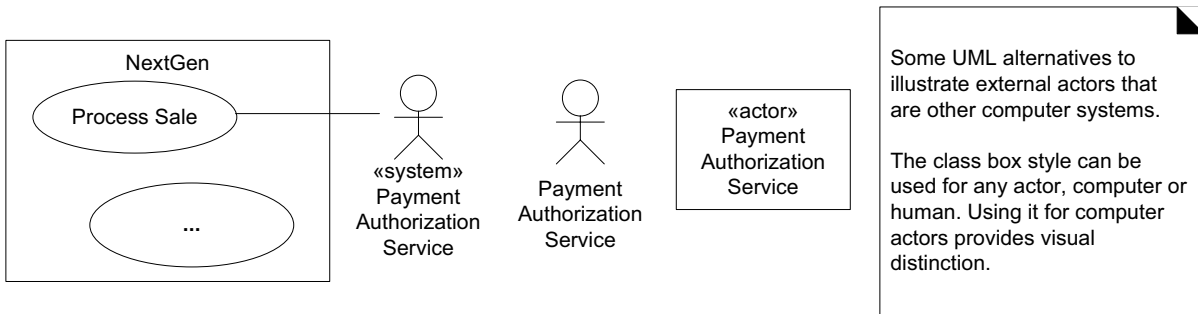 NextGen
Process Sale
...
«system»
Payment
Authorization
Service
Payment
Authorization
Service
«actor»
Payment
Authorization
Service
Some UML alternatives to
illustrate external actors that
are other computer systems.
The class box style can be
used for any actor, computer or
human. Using it for computer
actors provides visual
distinction.